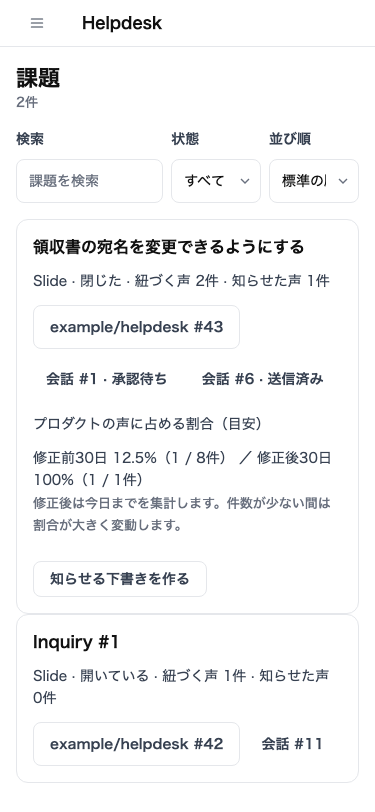 Helpdesk
課題
2件
検索 状態 並び順
課題を検索 すべて 標準の
領収書の宛名を変更できるようにする
Slide · 閉じた · 紐づく声 2件 · 知らせた声 1件
example/helpdesk #43
会話 #1 · 承認待ち 会話 #6 · 送信済み
プロダクトの声に占める割合（目安）
修正前30日 12.5%（1 / 8件） ／ 修正後30日
100%（1 / 1件）
修正後は今日までを集計します。件数が少ない間は
割合が大きく変動します。
知らせる下書きを作る
Inquiry #1
Slide · 開いている · 紐づく声 1件 · 知らせた声
0件
example/helpdesk #42 会話 #11